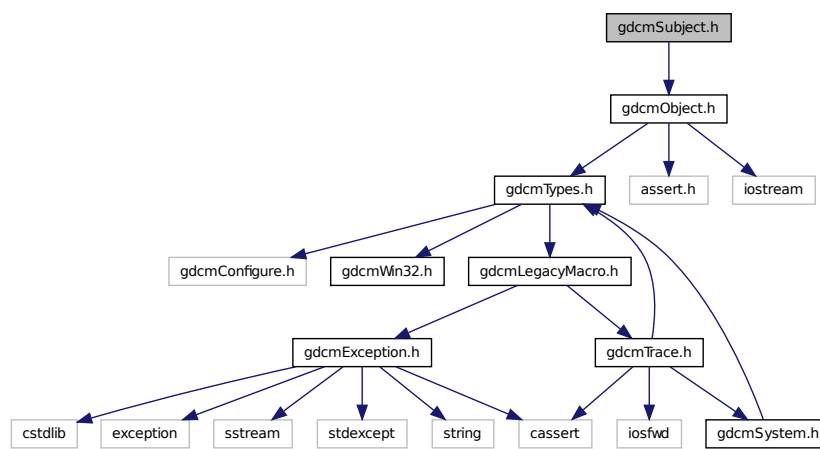 gdcmSubject.h
gdcmObject.h
gdcmTypes.h
assert.h
iostream
gdcmConfigure.h
gdcmWin32.h
gdcmLegacyMacro.h
gdcmException.h
gdcmTrace.h
cstdlib
exception
sstream
stdexcept
string
cassert
iosfwd
gdcmSystem.h